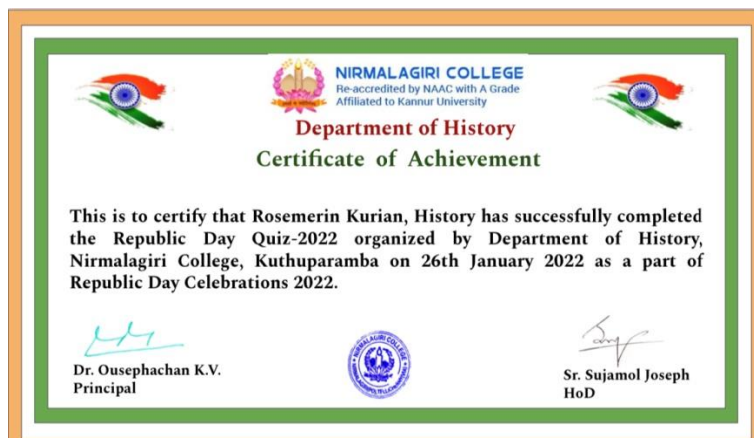 NIRMALAGIRI COLLEGE
Re-accredited by NAAC with A Grade
Affiliated to Kannur University
Department of History
Certificate of Achievement
This is to certify that Rosemerin Kurian, History has successfully completed
the Republic Day Quiz-2022 organized by Department of History,
Nirmalagiri College, Kuthuparamba on 26th January 2022 as a part of
Republic Day Celebrations 2022.
Dr. Ousephachan K.V.
Principal
NIRMALAGIRI COLLEGE
Sr. Sujamol Joseph
HoD